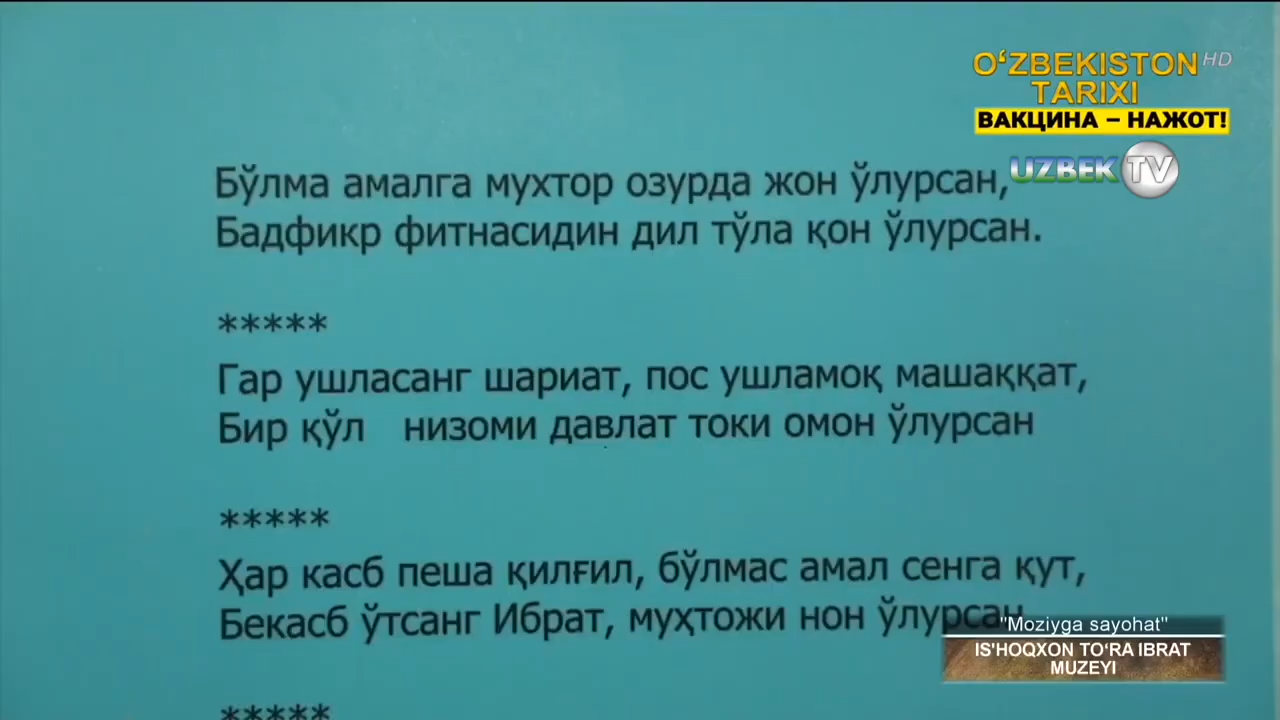 O‘ZBEKISTON HD
TARIXI
ВАКЦИНА – НАЖОТ!
UZBEK TV
Бўлма амалга мухтор озурда жон ўлурсан,
Бадфикр фитнасидин дил тўла қон ўлурсан.
*****
Гар ушласанг шариат, пос ушламоқ машаққат,
Бир қўл низоми давлат токи омон ўлурсан
*****
Ҳар касб пеша қилғил, бўлмас амал сенга қут,
Бекасб ўтсанг Ибрат, муҳтожи нон ўлурсан
*****
"Moziyga sayohat"
IS'HOQXON TO‘RA IBRAT
MUZEYI